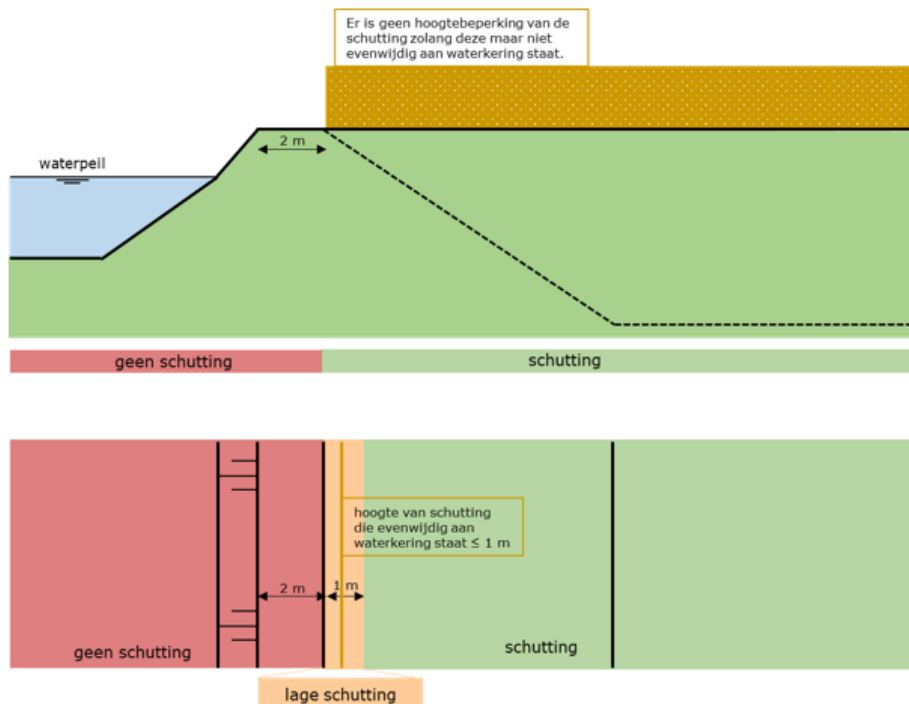 Er is geen hoogtebeperking van de
schutting zolang deze maar niet
evenwijdig aan waterkering staat.
2 m
waterpeil
geen schutting
schutting
hoogte van schutting
die evenwijdig aan
waterkering staat ≤ 1 m
2 m
1 m
geen schutting
schutting
lage schutting